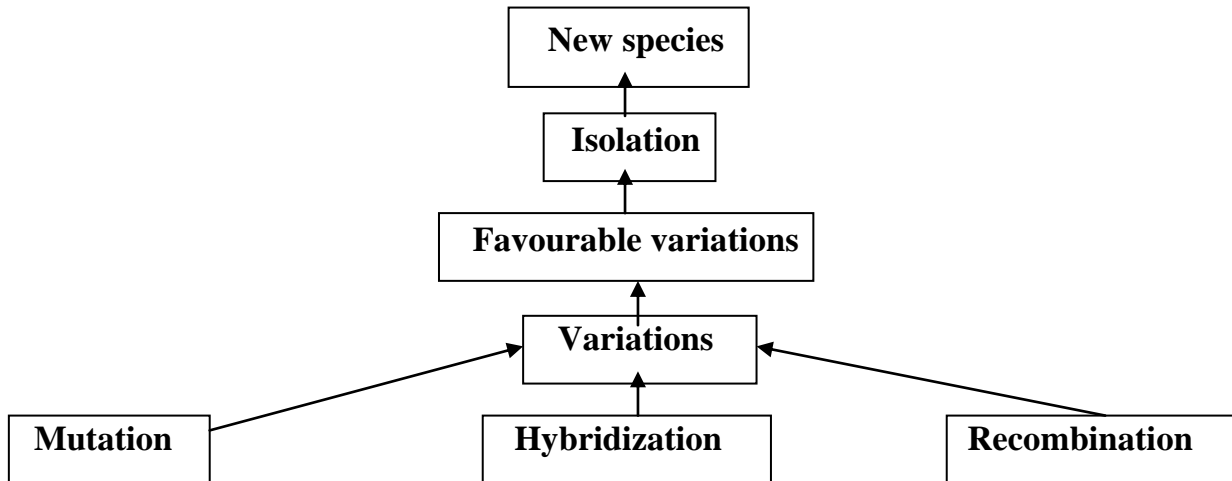 New species
Isolation
Favourable variations
Variations
Mutation
Hybridization
Recombination